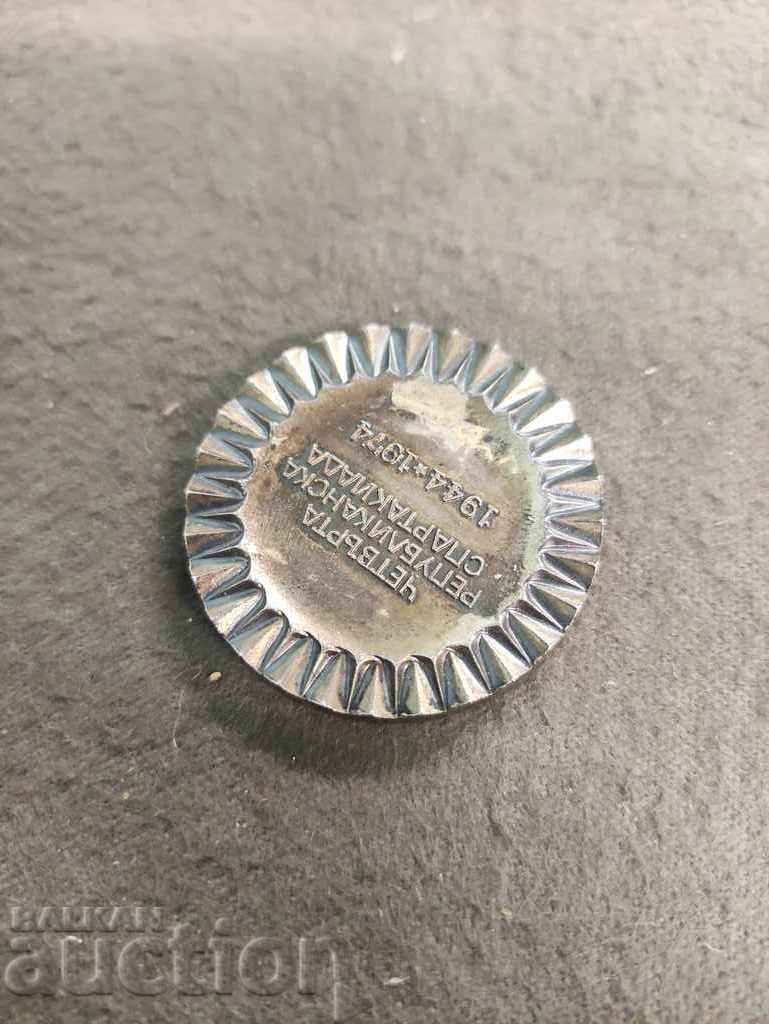 ЧЕТВЪРТА
РЕПУБЛИКАНСКА
СПАРТАКИАДА
1944★1974
BALKAN
auction